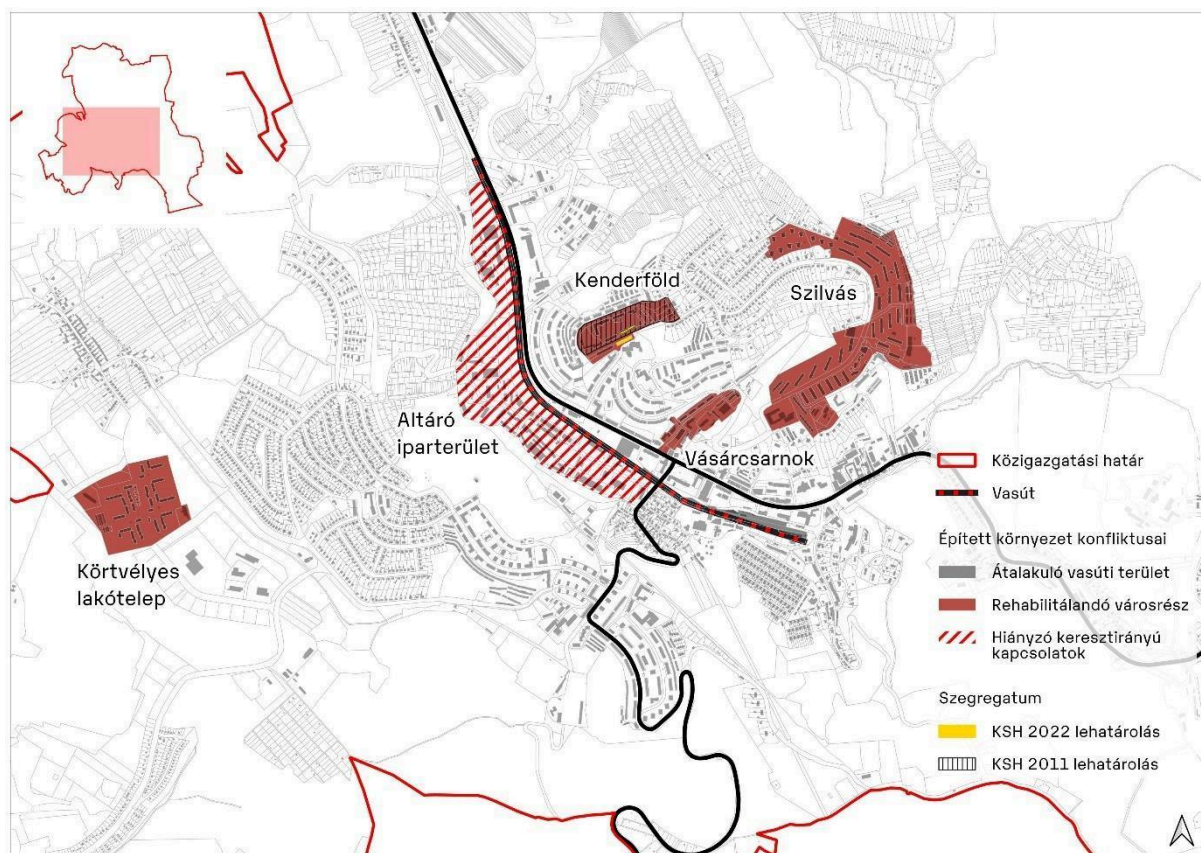 Kenderföld
Szilvás
Altáró
iparterület
Vásárcsarnok
Körtvélyes
lakótelep
Közigazgatási határ
Vasút
Épített környezet konfliktusai
Átalakuló vasúti terület
Rehabilitálandó városrész
Hiányzó keresztirányú
kapcsolatok
Szegregatum
KSH 2022 lehatárolás
KSH 2011 lehatárolás